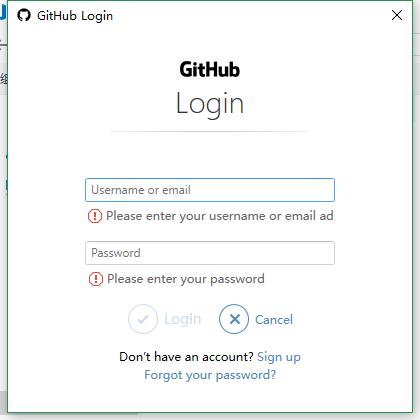 GitHub Login
GitHub
Login
Username or email
Please enter your username or email ad
Password
Please enter your password
Login
Cancel
Don't have an account? Sign up
Forgot your password?